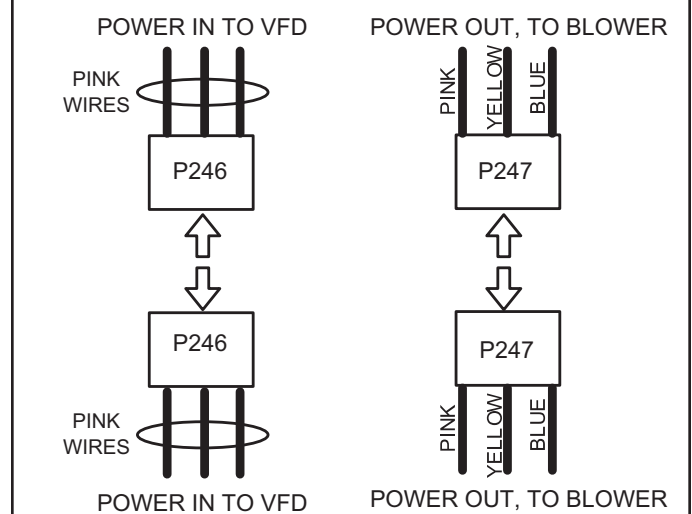 POWER IN TO VFD
POWER OUT, TO BLOWER
PINK
WIRES
PINK
YELLOW
BLUE
P246
P247
P246
P247
PINK
WIRES
PINK
YELLOW
BLUE
POWER IN TO VFD
POWER OUT, TO BLOWER